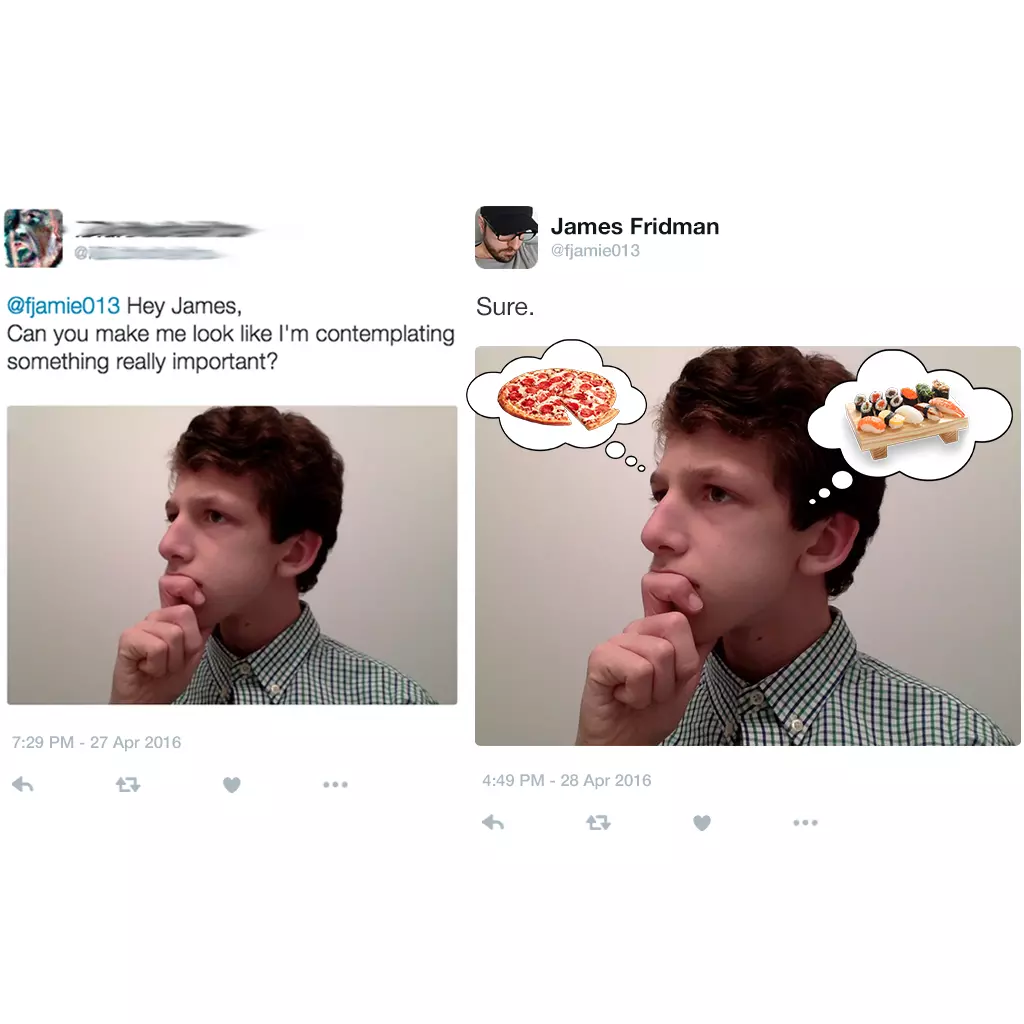 @fjamie013 Hey James,
Can you make me look like I'm contemplating
something really important?
7:29 PM - 27 Apr 2016
James Fridman
@fjamie013
Sure.
4:49 PM - 28 Apr 2016